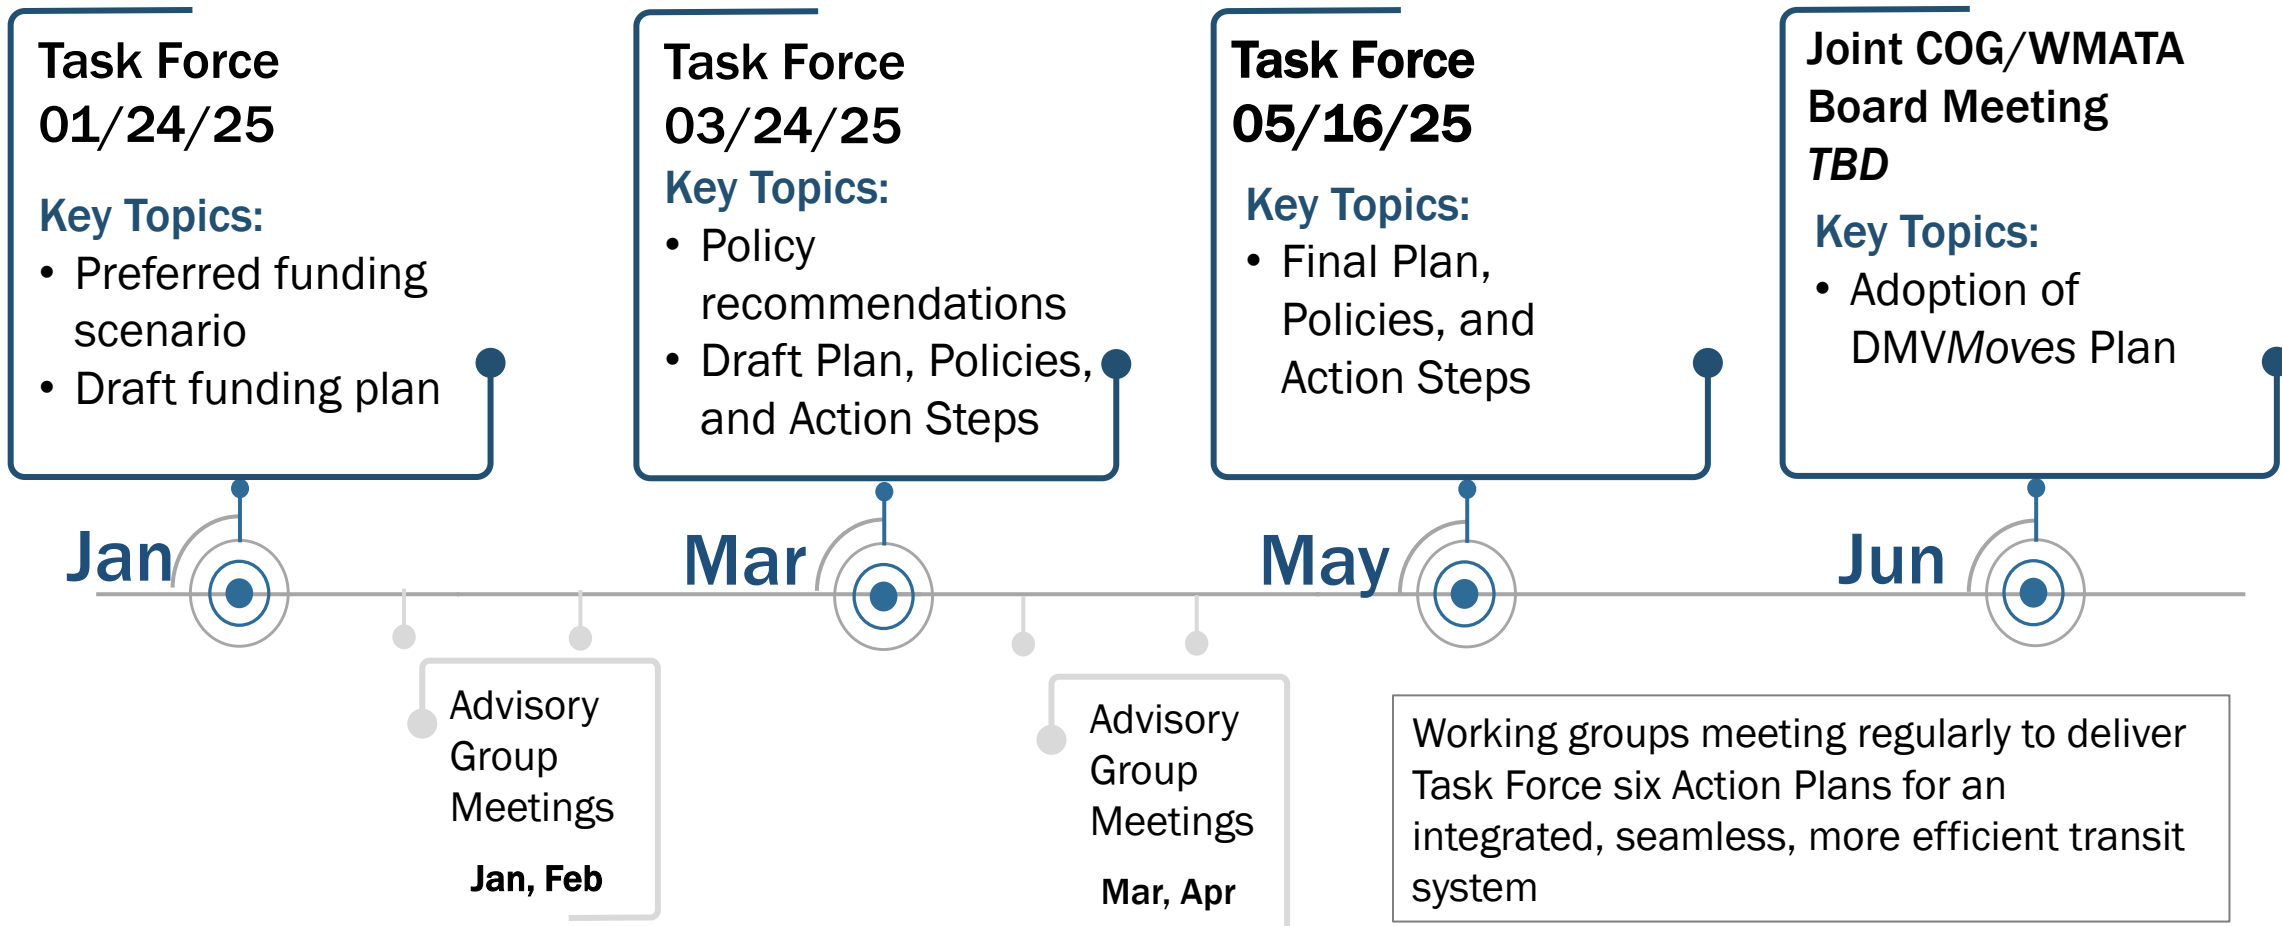 Task Force
01/24/25
Key Topics:
• Preferred funding
scenario
• Draft funding plan
Task Force
03/24/25
Key Topics:
• Policy
recommendations
• Draft Plan, Policies,
and Action Steps
Task Force
05/16/25
Key Topics:
• Final Plan,
Policies, and
Action Steps
Joint COG/WMATA
Board Meeting
TBD
Key Topics:
• Adoption of
DMVMoves Plan
Jan
Mar
May
Jun
Advisory
Group
Meetings
Jan, Feb
Advisory
Group
Meetings
Mar, Apr
Working groups meeting regularly to deliver
Task Force six Action Plans for an
integrated, seamless, more efficient transit
system